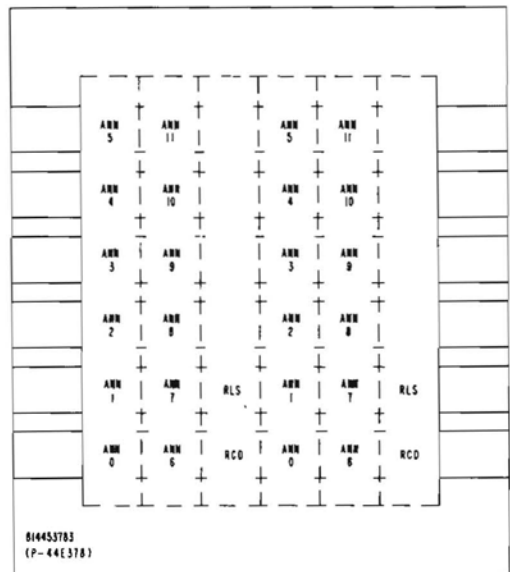 ANN ANN ANN ANN
5 11 5 11
ANN ANN ANN ANN
4 10 4 10
ANN ANN ANN ANN
3 9 3 9
ANN ANN ANN ANN
2 8 2 8
ANN ANN RLS ANN ANN RLS
1 7 1 7
ANN ANN RCD ANN ANN RCD
0 6 0 6
814453783
(P-44E378)